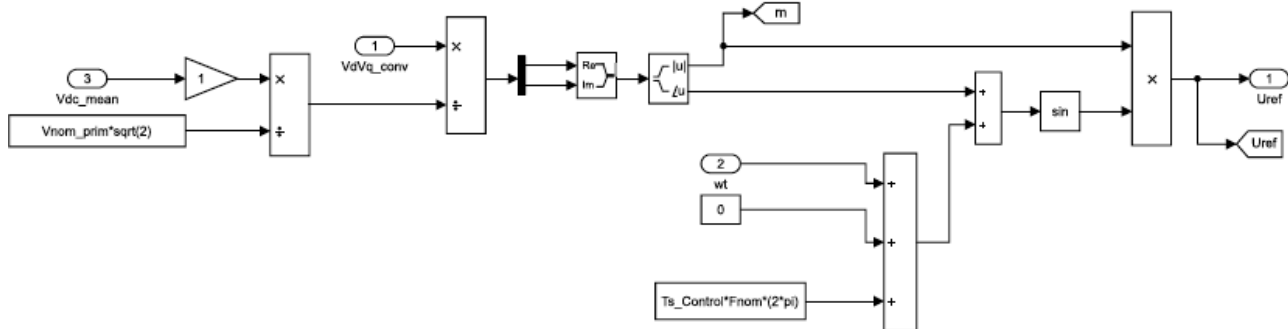 m
1
VdVq_conv
×
÷
3
Vdc_mean
1
×
÷
Vnom_prim*sqrt(2)
Re
Im
|u|
∠u
+
+
sin
×
1
Uref
Uref
2
wt
0
+
+
+
Ts_Control*Fnom*(2*pi)